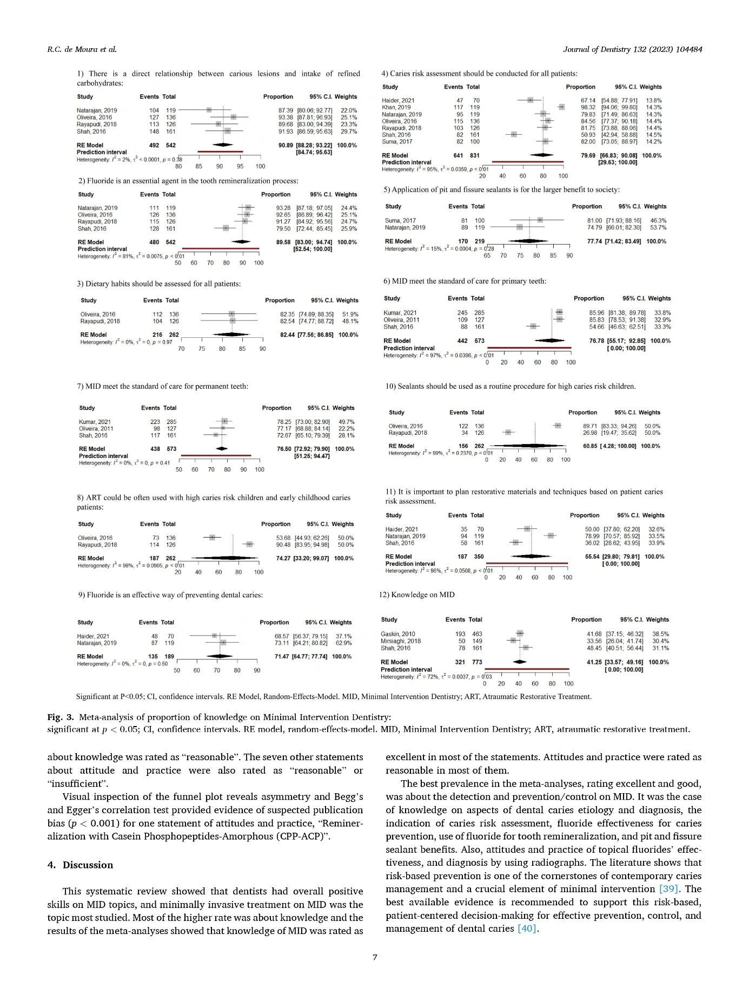 R.C. de Moura et al.
Journal of Dentistry 132 (2023) 104484
1) There is a direct relationship between carious lesions and intake of refined
carbohydrates:
Study Events Total Proportion 95% C.I. Weights
Natarajan, 2019 104 119 87.39 [80.06; 92.77] 22.0%
Oliveira, 2016 127 136 93.38 [87.81; 96.93] 25.1%
Rayapudi, 2018 113 126 89.68 [83.00; 94.39] 23.3%
Shah, 2016 148 161 91.93 [86.59; 95.63] 29.7%
RE Model 492 542 90.89 [88.28; 93.22] 100.0%
Prediction interval [84.74; 95.63]
Heterogeneity: I² = 2%, τ² < 0.0001, p = 0.38
80 85 90 95 100
2) Fluoride is an essential agent in the tooth remineralization process:
Study Events Total Proportion 95% C.I. Weights
Natarajan, 2019 111 119 93.28 [87.18; 97.05] 24.4%
Oliveira, 2016 126 136 92.65 [86.89; 96.42] 25.1%
Rayapudi, 2018 115 126 91.27 [84.92; 95.56] 24.7%
Shah, 2016 128 161 79.50 [72.44; 85.45] 25.9%
RE Model 480 542 89.58 [83.00; 94.74] 100.0%
Prediction interval [52.54; 100.00]
Heterogeneity: I² = 81%, τ² = 0.0075, p < 0.01
50 60 70 80 90 100
3) Dietary habits should be assessed for all patients:
Study Events Total Proportion 95% C.I. Weights
Oliveira, 2016 112 136 82.35 [74.89; 88.35] 51.9%
Rayapudi, 2018 104 126 82.54 [74.77; 88.72] 48.1%
RE Model 216 262 82.44 [77.56; 86.85] 100.0%
Heterogeneity: I² = 0%, τ² = 0, p = 0.97
70 75 80 85 90
4) Caries risk assessment should be conducted for all patients:
Study Events Total Proportion 95% C.I. Weights
Haider, 2021 47 70 67.14 [54.88; 77.91] 13.8%
Khan, 2019 117 119 98.32 [94.06; 99.80] 14.3%
Natarajan, 2019 95 119 79.83 [71.49; 86.63] 14.3%
Oliveira, 2016 115 136 84.56 [77.37; 90.18] 14.4%
Rayapudi, 2018 103 126 81.75 [73.88; 88.06] 14.4%
Shah, 2016 82 161 50.93 [42.94; 58.88] 14.5%
Suma, 2017 82 100 82.00 [73.05; 88.97] 14.2%
RE Model 641 831 79.69 [66.83; 90.08] 100.0%
Prediction interval [29.63; 100.00]
Heterogeneity: I² = 95%, τ² = 0.0359, p < 0.01
20 40 60 80 100
5) Application of pit and fissure sealants is for the larger benefit to society:
Study Events Total Proportion 95% C.I. Weights
Suma, 2017 81 100 81.00 [71.93; 88.16] 46.3%
Natarajan, 2019 89 119 74.79 [66.01; 82.30] 53.7%
RE Model 170 219 77.74 [71.42; 83.49] 100.0%
Heterogeneity: I² = 15%, τ² = 0.0004, p = 0.28
65 70 75 80 85 90
6) MID meet the standard of care for primary teeth:
Study Events Total Proportion 95% C.I. Weights
Kumar, 2021 245 285 85.96 [81.38; 89.78] 33.8%
Oliveira, 2011 109 127 85.83 [78.53; 91.38] 32.9%
Shah, 2016 88 161 54.66 [46.63; 62.51] 33.3%
RE Model 442 573 76.78 [55.17; 92.85] 100.0%
Prediction interval [ 0.00; 100.00]
Heterogeneity: I² = 97%, τ² = 0.0396, p < 0.01
0 20 40 60 80 100
7) MID meet the standard of care for permanent teeth:
Study Events Total Proportion 95% C.I. Weights
Kumar, 2021 223 285 78.25 [73.00; 82.90] 49.7%
Oliveira, 2011 98 127 77.17 [68.88; 84.14] 22.2%
Shah, 2016 117 161 72.67 [65.10; 79.39] 28.1%
RE Model 438 573 76.50 [72.92; 79.90] 100.0%
Prediction interval [51.25; 94.47]
Heterogeneity: I² = 0%, τ² = 0, p = 0.41
50 60 70 80 90 100
8) ART could be often used with high caries risk children and early childhood caries
patients:
Study Events Total Proportion 95% C.I. Weights
Oliveira, 2016 73 136 53.68 [44.93; 62.26] 50.0%
Rayapudi, 2018 114 126 90.48 [83.95; 94.98] 50.0%
RE Model 187 262 74.27 [33.20; 99.07] 100.0%
Heterogeneity: I² = 98%, τ² = 0.0905, p < 0.01
20 40 60 80 100
9) Fluoride is an effective way of preventing dental caries:
Study Events Total Proportion 95% C.I. Weights
Haider, 2021 48 70 68.57 [56.37; 79.15] 37.1%
Natarajan, 2019 87 119 73.11 [64.21; 80.82] 62.9%
RE Model 135 189 71.47 [64.77; 77.74] 100.0%
Heterogeneity: I² = 0%, τ² = 0, p = 0.50
50 60 70 80 90
10) Sealants should be used as a routine procedure for high caries risk children.
Study Events Total Proportion 95% C.I. Weights
Oliveira, 2016 122 136 89.71 [83.33; 94.26] 50.0%
Rayapudi, 2018 34 126 26.98 [19.47; 35.62] 50.0%
RE Model 156 262 60.85 [ 4.28; 100.00] 100.0%
Heterogeneity: I² = 99%, τ² = 0.2370, p < 0.01
0 20 40 60 80 100
11) It is important to plan restorative materials and techniques based on patient caries
risk assessment.
Study Events Total Proportion 95% C.I. Weights
Haider, 2021 35 70 50.00 [37.80; 62.20] 32.6%
Natarajan, 2019 94 119 78.99 [70.57; 85.92] 33.5%
Shah, 2016 58 161 36.02 [28.62; 43.95] 33.9%
RE Model 187 350 55.54 [29.80; 79.81] 100.0%
Prediction interval [ 0.00; 100.00]
Heterogeneity: I² = 96%, τ² = 0.0508, p < 0.01
0 20 40 60 80 100
12) Knowledge on MID
Study Events Total Proportion 95% C.I. Weights
Gaskin, 2010 193 463 41.68 [37.15; 46.32] 38.5%
Mirsiaghi, 2018 50 149 33.56 [26.04; 41.74] 30.4%
Shah, 2016 78 161 48.45 [40.51; 56.44] 31.1%
RE Model 321 773 41.25 [33.57; 49.16] 100.0%
Prediction interval [ 0.00; 100.00]
Heterogeneity: I² = 72%, τ² = 0.0037, p = 0.03
0 20 40 60 80 100
Significant at P<0.05; CI, confidence intervals. RE Model, Random-Effects-Model. MID, Minimal Intervention Dentistry; ART, Atraumatic Restorative Treatment.
Fig. 3. Meta-analysis of proportion of knowledge on Minimal Intervention Dentistry:
significant at p < 0.05; CI, confidence intervals. RE model, random-effects-model. MID, Minimal Intervention Dentistry; ART, atraumatic restorative treatment.
about knowledge was rated as “reasonable”. The seven other statements
about attitude and practice were also rated as “reasonable” or
“insufficient”.
Visual inspection of the funnel plot reveals asymmetry and Begg’s
and Egger’s correlation test provided evidence of suspected publication
bias (p < 0.001) for one statement of attitudes and practice, “Reminer-
alization with Casein Phosphopeptides-Amorphous (CPP-ACP)”.
4. Discussion
This systematic review showed that dentists had overall positive
skills on MID topics, and minimally invasive treatment on MID was the
topic most studied. Most of the higher rate was about knowledge and the
results of the meta-analyses showed that knowledge of MID was rated as
excellent in most of the statements. Attitudes and practice were rated as
reasonable in most of them.
The best prevalence in the meta-analyses, rating excellent and good,
was about the detection and prevention/control on MID. It was the case
of knowledge on aspects of dental caries etiology and diagnosis, the
indication of caries risk assessment, fluoride effectiveness for caries
prevention, use of fluoride for tooth remineralization, and pit and fissure
sealant benefits. Also, attitudes and practice of topical fluorides’ effec-
tiveness, and diagnosis by using radiographs. The literature shows that
risk-based prevention is one of the cornerstones of contemporary caries
management and a crucial element of minimal intervention [39]. The
best available evidence is recommended to support this risk-based,
patient-centered decision-making for effective prevention, control, and
management of dental caries [40].
7